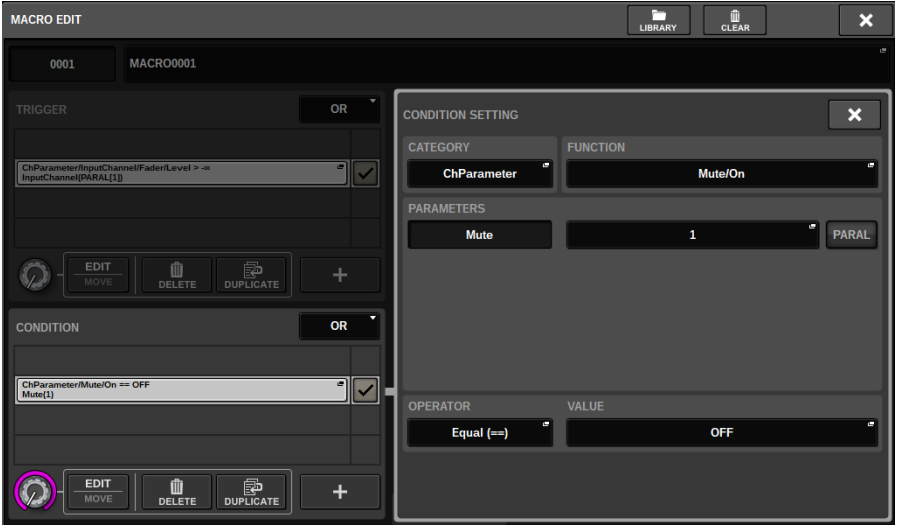 MACRO EDIT
LIBRARY
CLEAR
0001
MACRO0001
TRIGGER
OR
ChParameter/InputChannel/Fader/Level > -∞
InputChannel(PARAL[1])
EDIT
MOVE
DELETE
DUPLICATE
+
CONDITION
OR
ChParameter/Mute/On == OFF
Mute(1)
EDIT
MOVE
DELETE
DUPLICATE
+
CONDITION SETTING
CATEGORY
FUNCTION
ChParameter
Mute/On
PARAMETERS
Mute
1
PARAL
OPERATOR
VALUE
Equal (==)
OFF